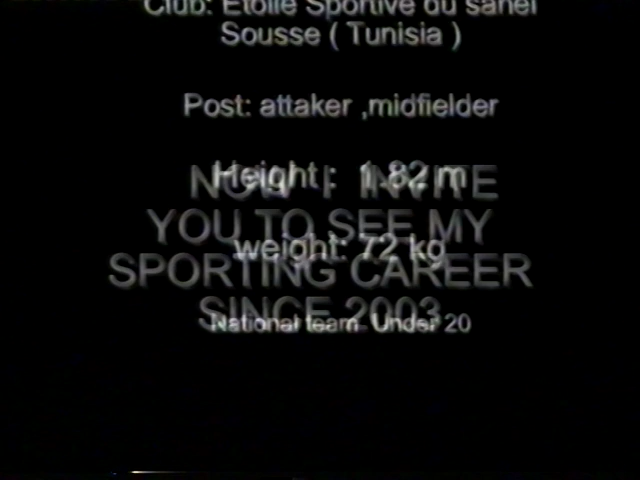 Club: Etoile Sportive du sahel
Sousse ( Tunisia )
Post: attaker ,midfielder
Height : 1.82 m
NOW I INVITE
YOU TO SEE MY
weight: 72 kg
SPORTING CAREER
SINCE 2003
National team Under 20